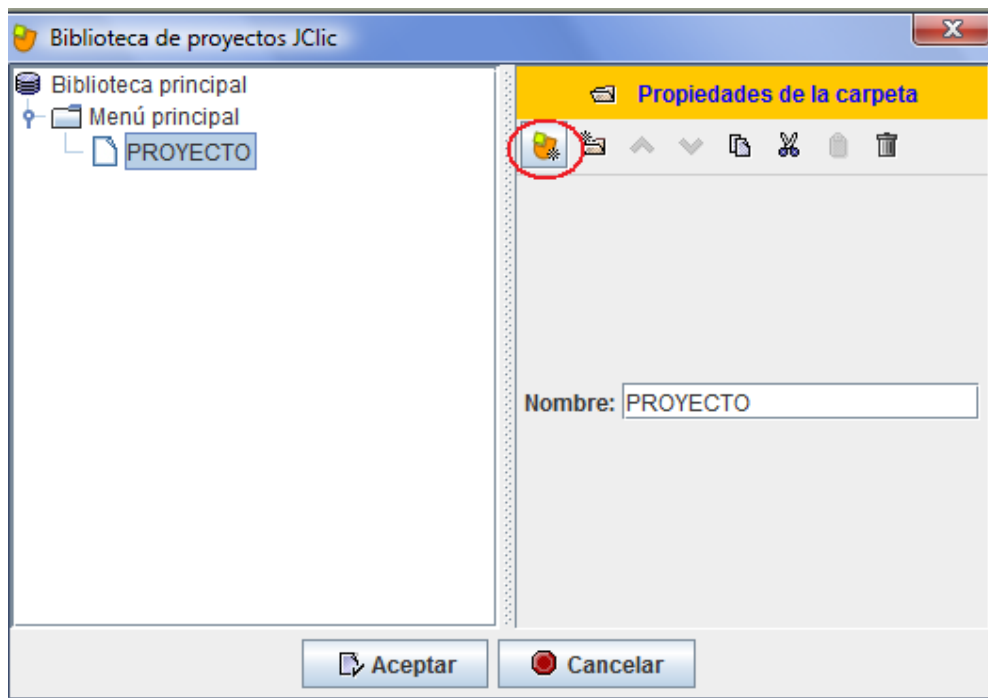 Biblioteca de proyectos JClic
Biblioteca principal
Menú principal
PROYECTO
Propiedades de la carpeta
Nombre: PROYECTO
Aceptar
Cancelar